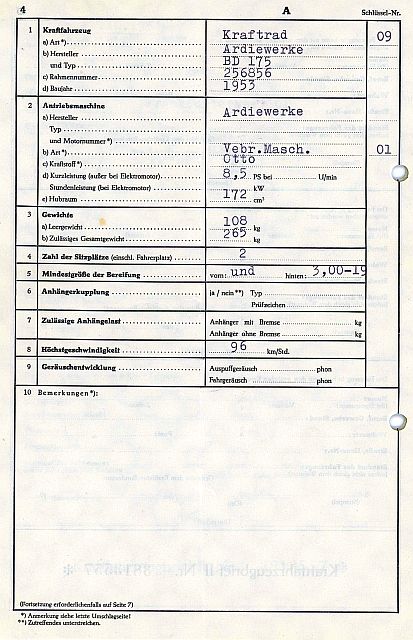 4 A Schlüssel-Nr.
1 Kraftfahrzeug
a) Art*) Kraftrad 09
b) Hersteller Ardiewerke
und Typ BD 175
c) Rahmennummer 256856
d) Baujahr 1953
2 Antriebsmaschine
a) Hersteller Ardiewerke
Typ
und Motornummer*)
b) Art*) Vebr.Masch. 01
c) Kraftstoff*) Otto
d) Kurzleistung (außer bei Elektromotor) 8,5 PS bei U/min
Stundenleistung (bei Elektromotor) kW
e) Hubraum 172 cm³
3 Gewichte
a) Leergewicht 108 kg
b) Zulässiges Gesamtgewicht 265 kg
4 Zahl der Sitzplätze (einschl. Fahrerplatz) 2
5 Mindestgröße der Bereifung vorn: und hinten: 3,00-19
6 Anhängerkupplung ja / nein**) Typ
Prüfzeichen
7 Zulässige Anhängelast Anhänger mit Bremse kg
Anhänger ohne Bremse kg
8 Höchstgeschwindigkeit 96 km/Std.
9 Geräuschentwicklung Auspuffgeräusch phon
Fahrgeräusch phon
10 Bemerkungen*):
(Fortsetzung erforderlichenfalls auf Seite 7)
*) Anmerkung siehe letzte Umschlagseite!
**) Zutreffendes unterstreichen.